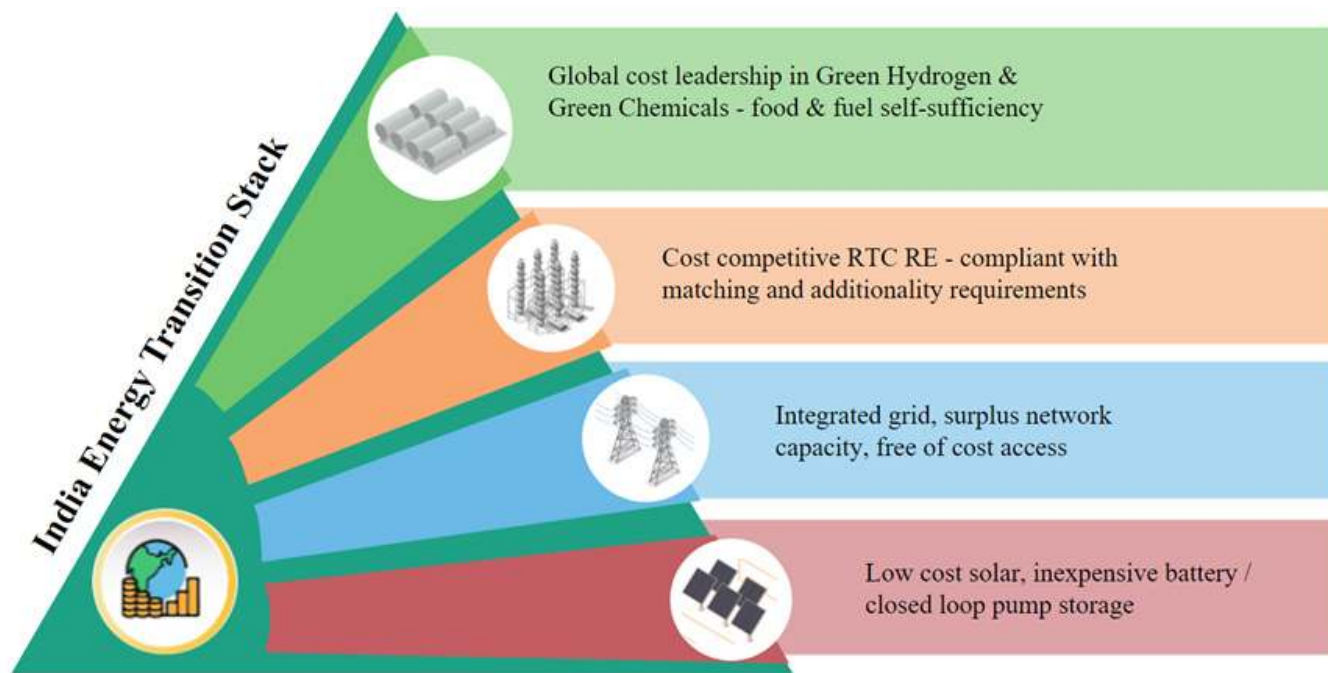 India Energy Transition Stack
Global cost leadership in Green Hydrogen &
Green Chemicals - food & fuel self-sufficiency
Cost competitive RTC RE - compliant with
matching and additionality requirements
Integrated grid, surplus network
capacity, free of cost access
Low cost solar, inexpensive battery /
closed loop pump storage